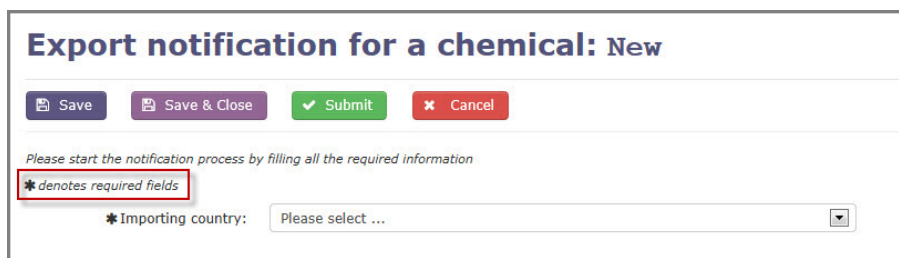 Export notification for a chemical: New
Save Save & Close Submit Cancel
Please start the notification process by filling all the required information
✱ denotes required fields
✱ Importing country: Please select ...